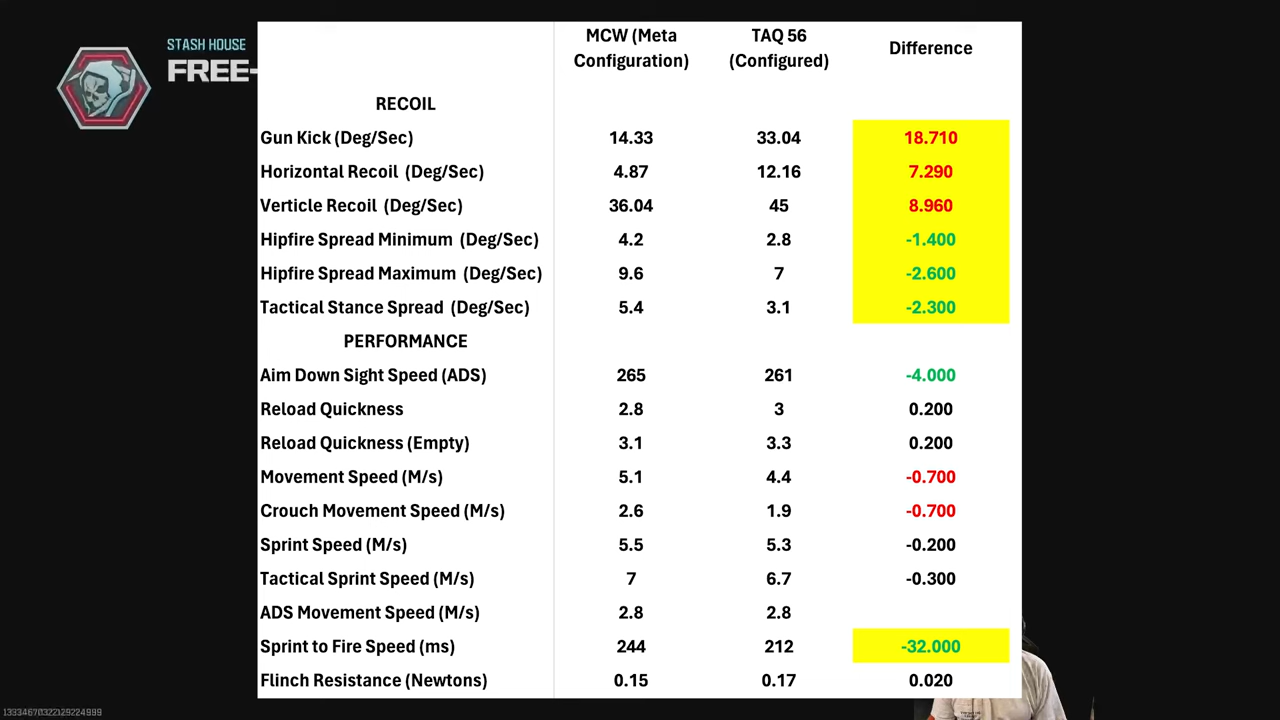 STASH HOUSE
FREE-
MCW (Meta Configuration) TAQ 56 (Configured) Difference
RECOIL
Gun Kick (Deg/Sec) 14.33 33.04 18.710
Horizontal Recoil (Deg/Sec) 4.87 12.16 7.290
Verticle Recoil (Deg/Sec) 36.04 45 8.960
Hipfire Spread Minimum (Deg/Sec) 4.2 2.8 -1.400
Hipfire Spread Maximum (Deg/Sec) 9.6 7 -2.600
Tactical Stance Spread (Deg/Sec) 5.4 3.1 -2.300
PERFORMANCE
Aim Down Sight Speed (ADS) 265 261 -4.000
Reload Quickness 2.8 3 0.200
Reload Quickness (Empty) 3.1 3.3 0.200
Movement Speed (M/s) 5.1 4.4 -0.700
Crouch Movement Speed (M/s) 2.6 1.9 -0.700
Sprint Speed (M/s) 5.5 5.3 -0.200
Tactical Sprint Speed (M/s) 7 6.7 -0.300
ADS Movement Speed (M/s) 2.8 2.8
Sprint to Fire Speed (ms) 244 212 -32.000
Flinch Resistance (Newtons) 0.15 0.17 0.020